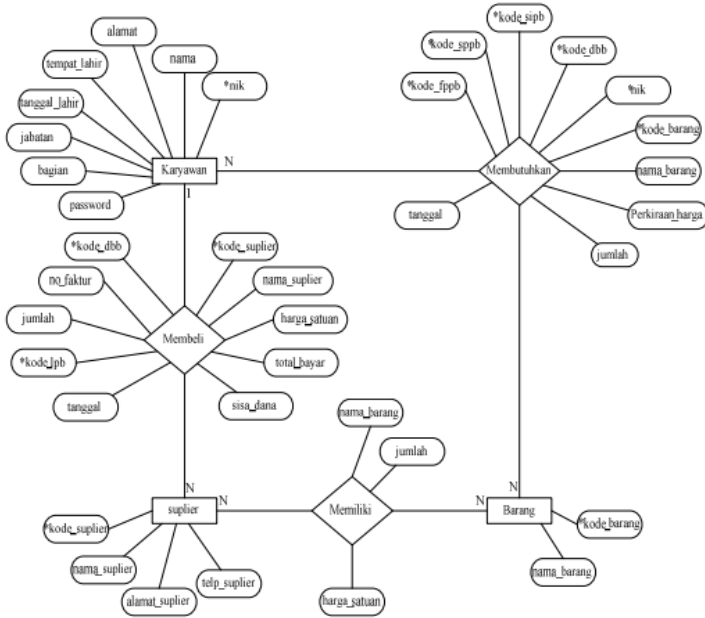 alamat
nama
tempat_lahir
*nik
tanggal_lahir
jabatan
bagian
password
Karyawan
N
1
*kode_sipb
*kode_sppb
*kode_dbb
*kode_fppb
*nik
*kode_barang
nama_barang
Perkiraan_harga
jumlah
tanggal
Membutuhkan
*kode_dbb
*kode_suplier
no_faktur
nama_suplier
jumlah
harga_satuan
Membeli
*kode_lpb
total_bayar
tanggal
sisa_dana
nama_barang
jumlah
N
N
suplier
Memiliki
N
N
Barang
*kode_suplier
*kode_barang
nama_suplier
telp_suplier
nama_barang
alamat_suplier
harga_satuan